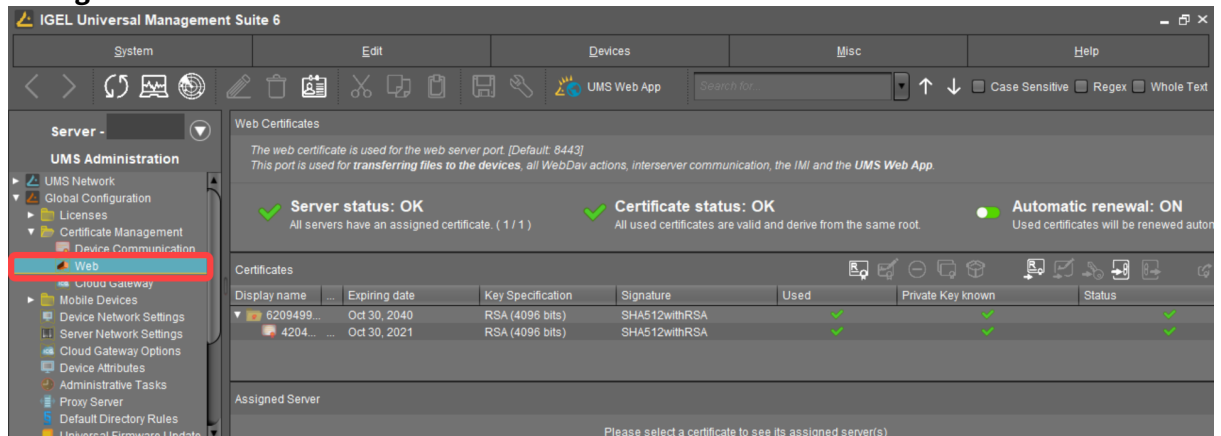 IGEL Universal Management Suite 6
System Edit Devices Misc Help
UMS Web App Search for... Case Sensitive Regex Whole Text
Server -
UMS Administration
UMS Network
Global Configuration
Licenses
Certificate Management
Device Communication
Web
Cloud Gateway
Mobile Devices
Device Network Settings
Server Network Settings
Cloud Gateway Options
Device Attributes
Administrative Tasks
Proxy Server
Default Directory Rules
Universal Firmware Update
Web Certificates
The web certificate is used for the web server port. [Default: 8443]
This port is used for transferring files to the devices, all WebDav actions, interserver communication, the IMI and the UMS Web App.
Server status: OK
All servers have an assigned certificate. ( 1 / 1 )
Certificate status: OK
All used certificates are valid and derive from the same root.
Automatic renewal: ON
Used certificates will be renewed auton
Certificates
Display name ... Expiring date Key Specification Signature Used Private Key known Status
6209499... Oct 30, 2040 RSA (4096 bits) SHA512withRSA
4204... ... Oct 30, 2021 RSA (4096 bits) SHA512withRSA
Assigned Server
Please select a certificate to see its assigned server(s)